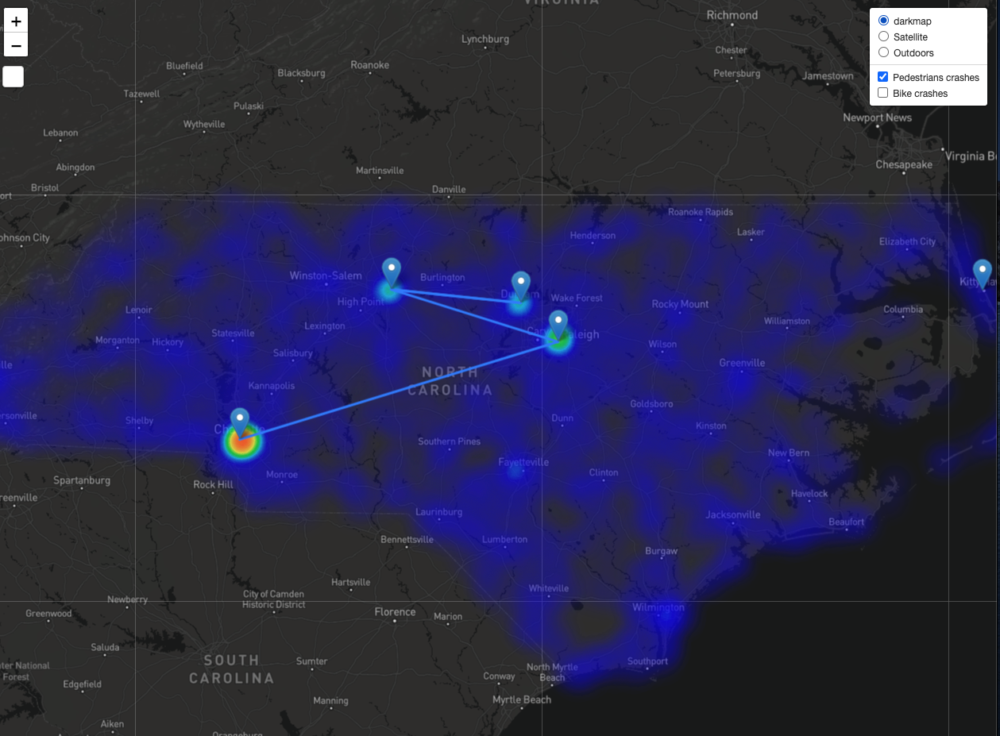 VIRGINIA
Richmond
Lynchburg
Chester
Bluefield
Roanoke
Blacksburg
Petersburg
Jamestown
Tazewell
Pulaski
Newport News
Wytheville
Lebanon
Virginia B
Chesapeake
Abingdon
Martinsville
Bristol
Danville
ort
Roanoke Rapids
Lasker
Henderson
ohnson City
Elizabeth City
Winston-Salem
Burlington
Kitty
Durham
Wake Forest
High Point
Rocky Mount
Columbia
Lenoir
Williamston
Lexington
Statesville
Raleigh
Morganton
Hickory
Wilson
Salisbury
Greenville
lle
NORTH
CAROLINA
Kannapolis
Goldsboro
ersonville
Shelby
Dunn
Kinston
Charlotte
Southern Pines
New Bern
Fayetteville
Clinton
Monroe
Spartanburg
Rock Hill
Havelock
reenville
Laurinburg
Jacksonville
Beaufort
Bennettsville
Lumberton
Burgaw
Hartsville
Whiteville
City of Camden
Historic District
Newberry
Wilmington
Greenwood
Florence
Marion
Saluda
SOUTH
CAROLINA
Sumter
Southport
ter National
Forest
North Myrtle
Beach
Conway
Edgefield
Manning
Myrtle Beach
Aiken
Orangeburg
+
−
darkmap
Satellite
Outdoors
Pedestrians crashes
Bike crashes